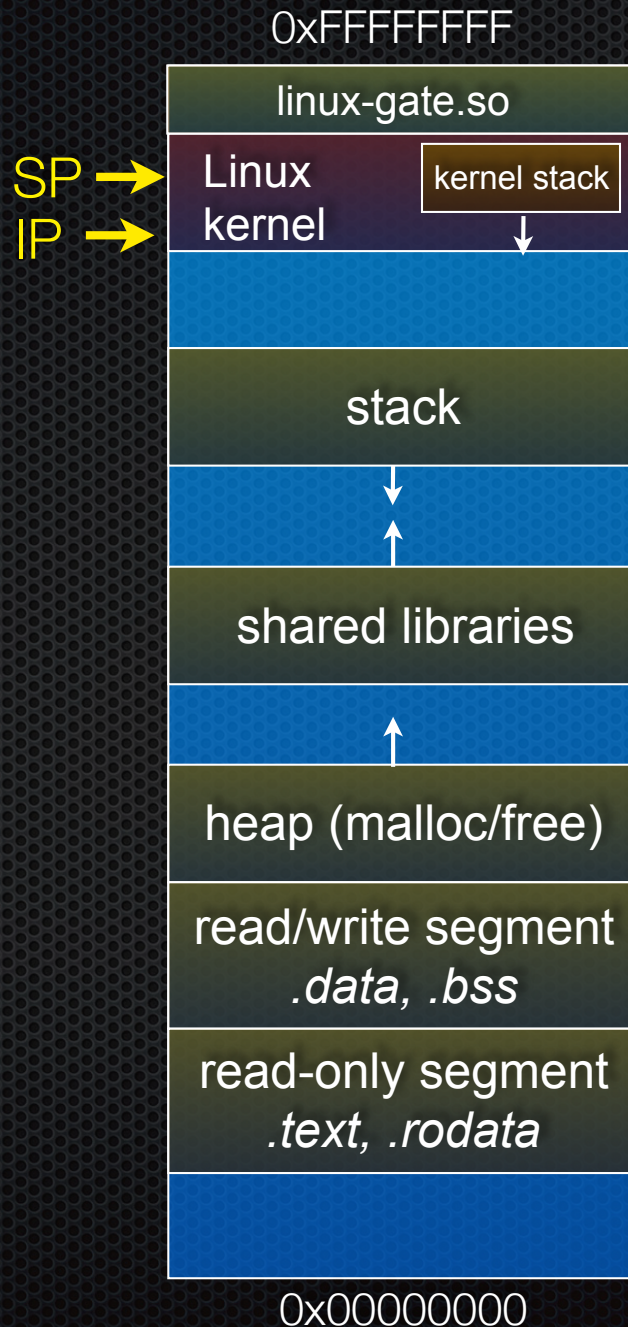 0xFFFFFFFF
linux-gate.so
SP
IP
Linux
kernel
kernel stack
stack
shared libraries
heap (malloc/free)
read/write segment
.data, .bss
read-only segment
.text, .rodata
0x00000000